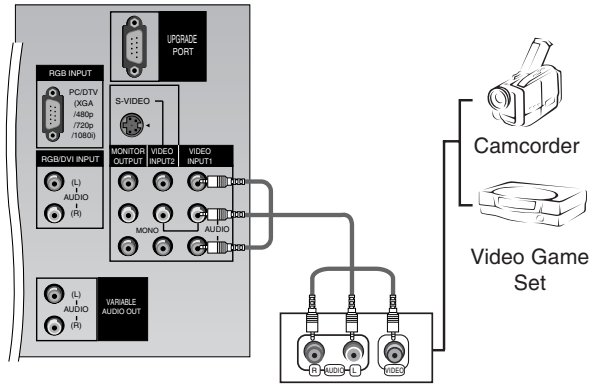 UPGRADE
PORT
RGB INPUT
PC/DTV
(XGA
/480p
/720p
/1080i)
S-VIDEO
RGB/DVI INPUT
(L)
AUDIO
(R)
MONITOR
OUTPUT
VIDEO
INPUT2
VIDEO
INPUT1
MONO
AUDIO
(L)
AUDIO
(R)
VARIABLE
AUDIO OUT
Camcorder
Video Game
Set
R
AUDIO
L
VIDEO